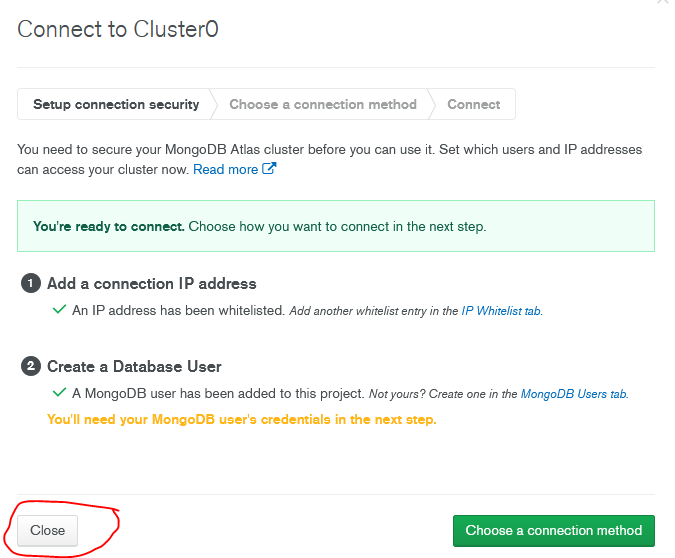 Connect to Cluster0
Setup connection security
Choose a connection method
Connect
You need to secure your MongoDB Atlas cluster before you can use it. Set which users and IP addresses
can access your cluster now. Read more
You're ready to connect. Choose how you want to connect in the next step.
1 Add a connection IP address
An IP address has been whitelisted. Add another whitelist entry in the IP Whitelist tab.
2 Create a Database User
A MongoDB user has been added to this project. Not yours? Create one in the MongoDB Users tab.
You'll need your MongoDB user's credentials in the next step.
Close
Choose a connection method